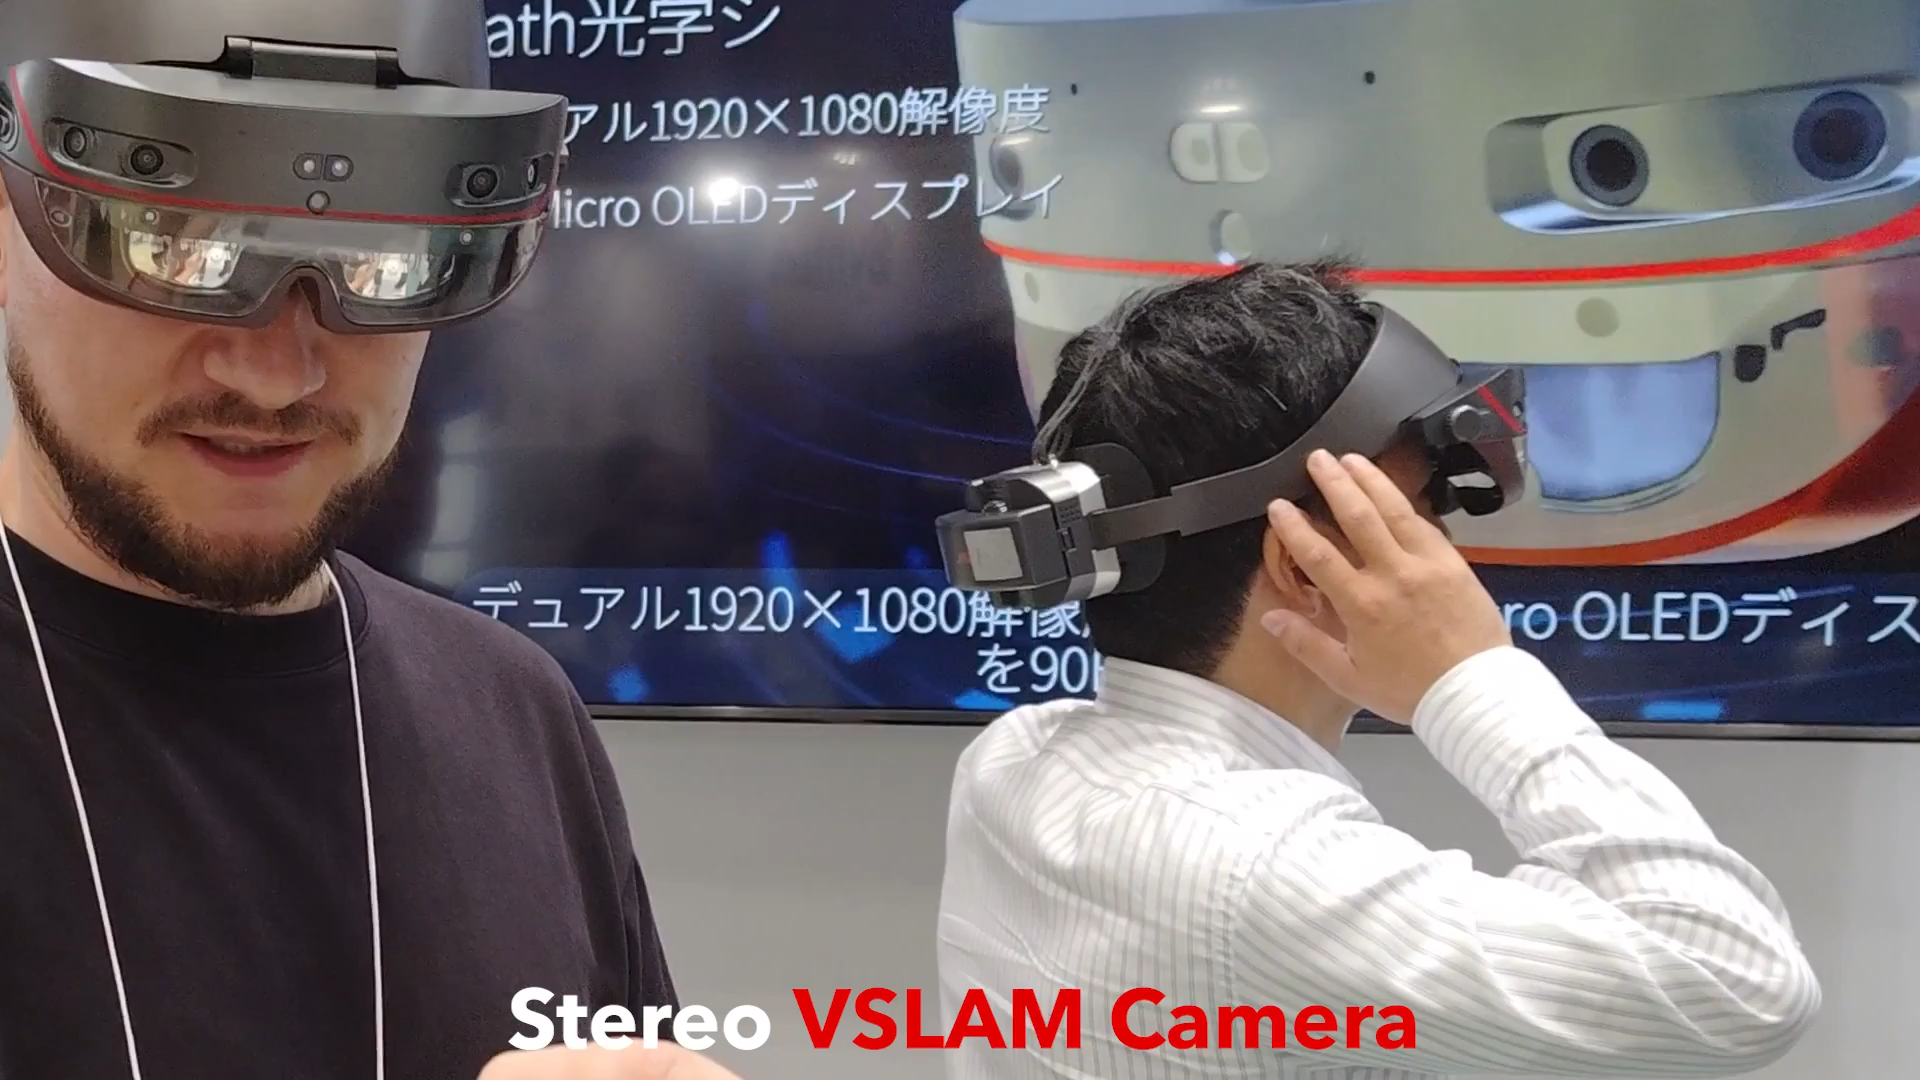 ath光学シ
アル1920×1080解像度
Micro OLEDディスプレイ
デュアル1920×1080解像
ro OLEDディス
を90
Stereo VSLAM Camera